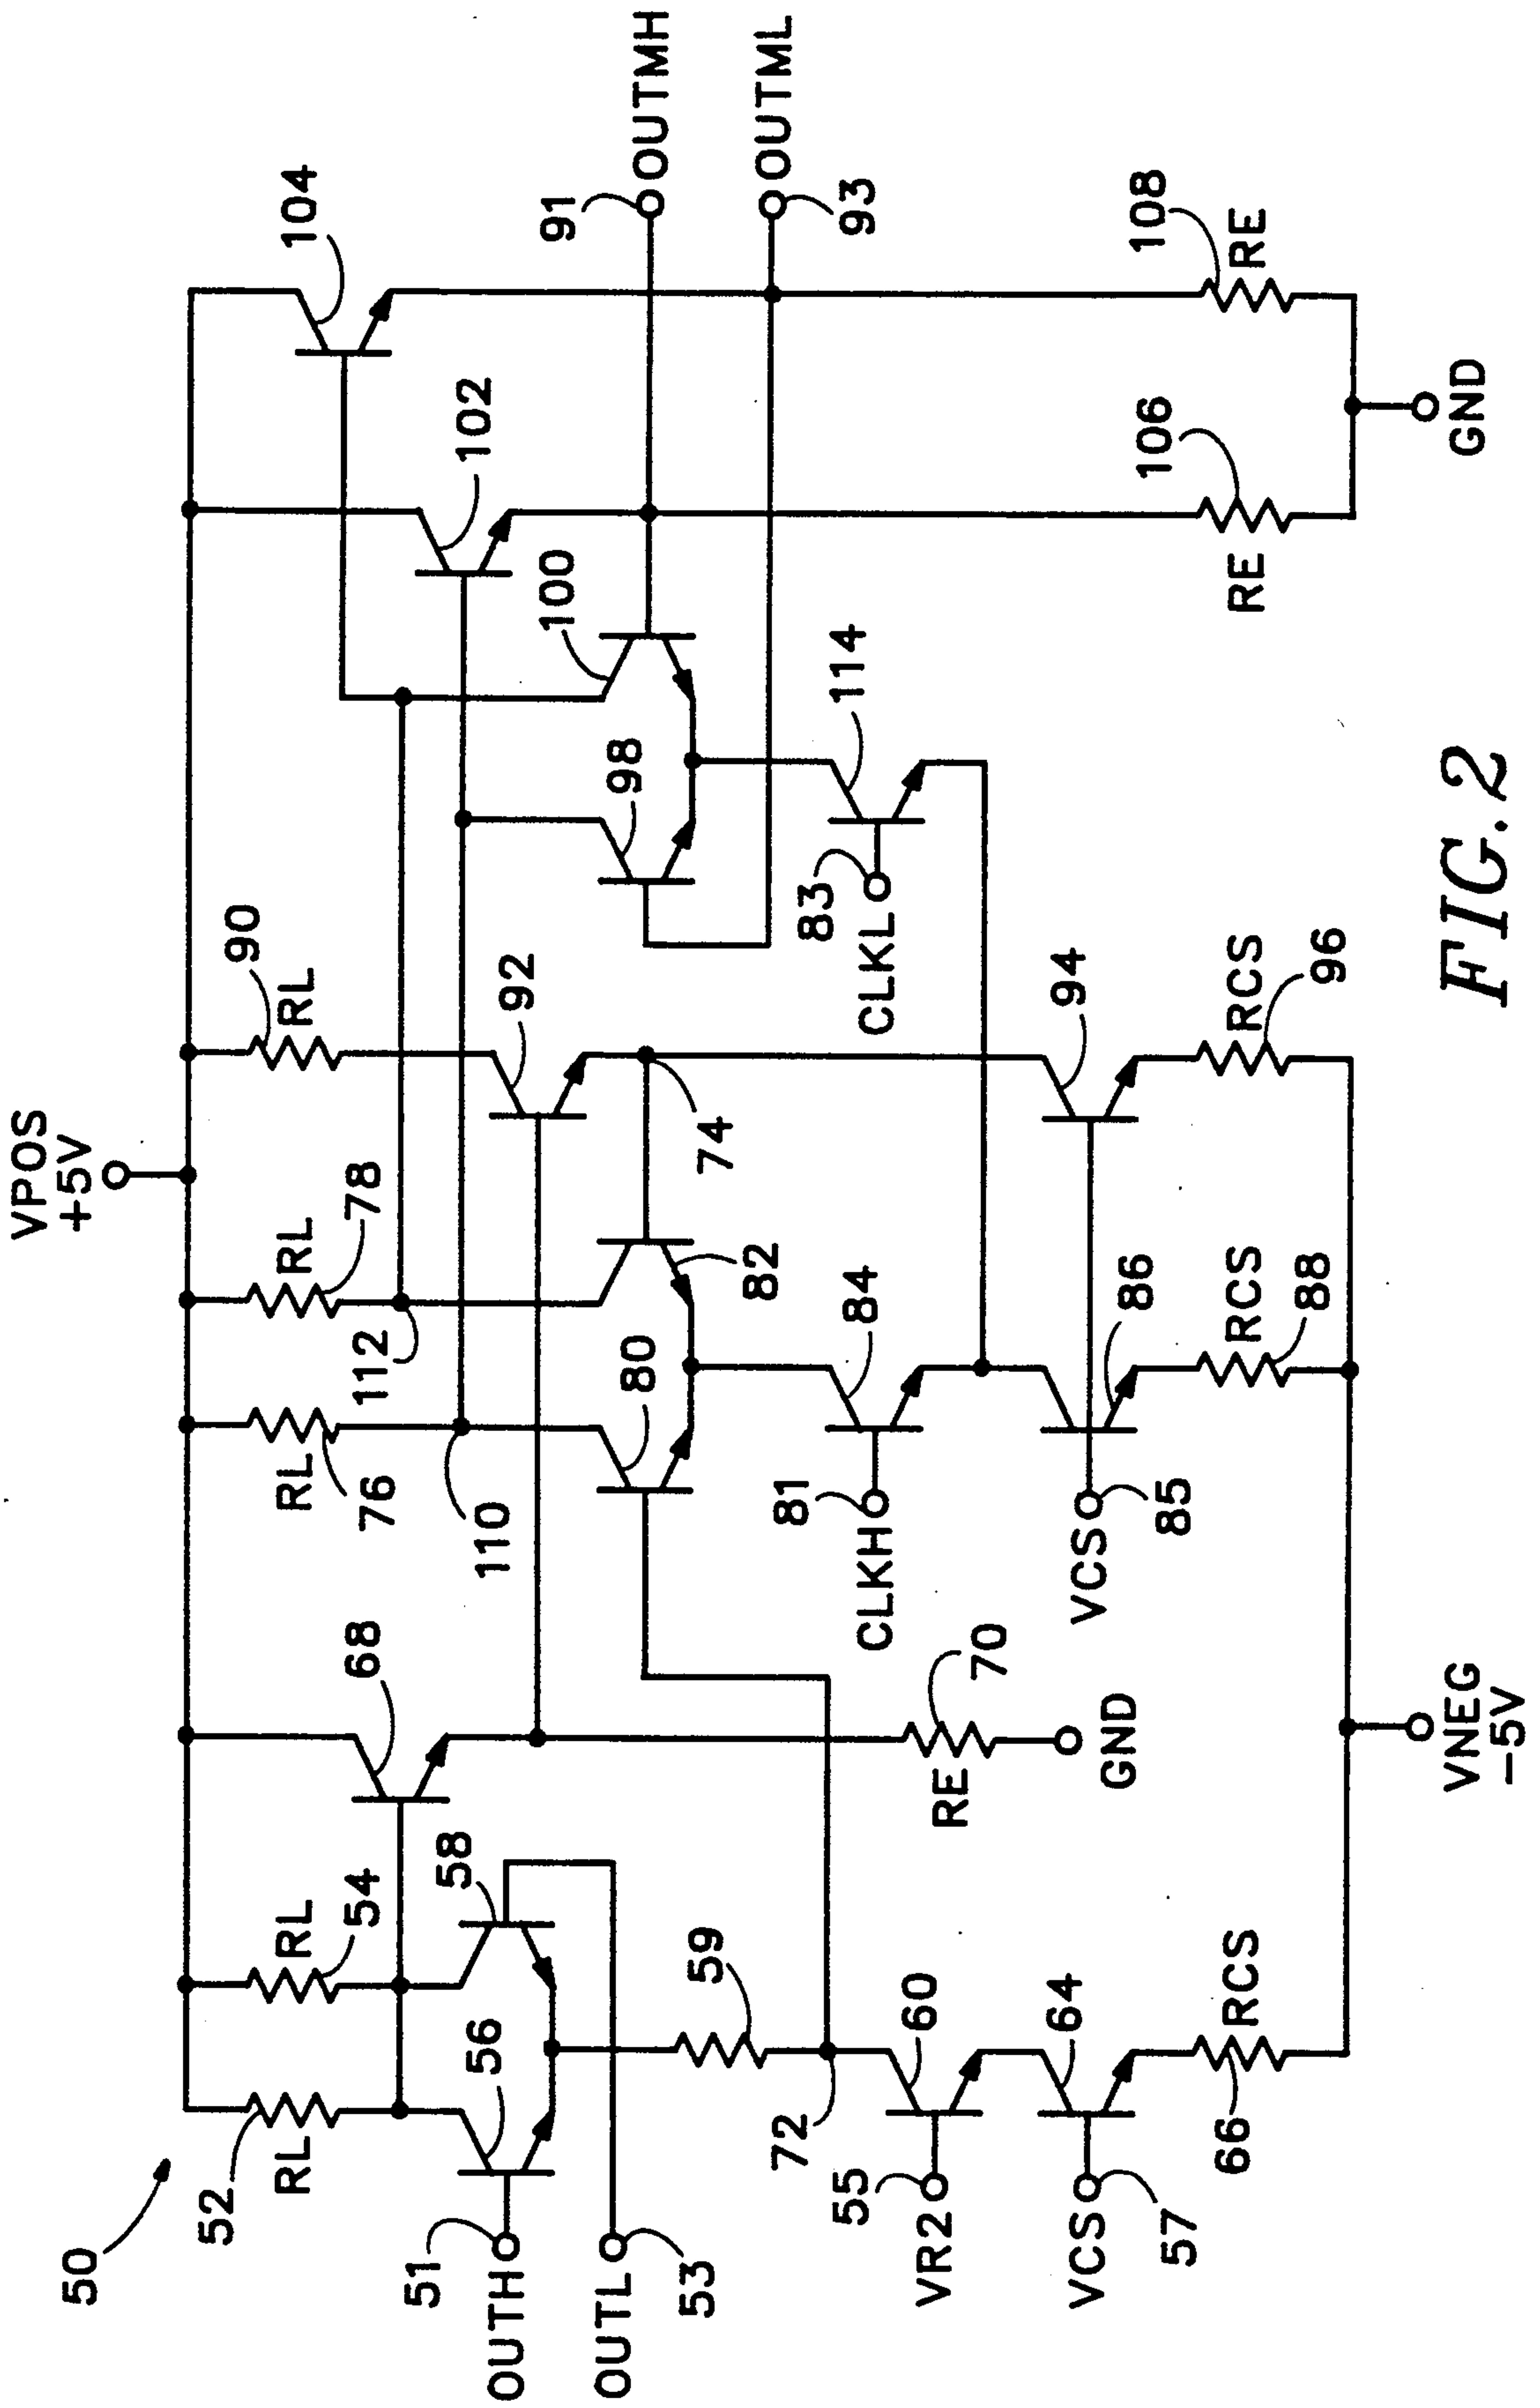 50
VPOS
+5V
52
RL
RL
54
68
RL
76
RL
78
112
110
RL
90
104
102
92
51
OUTH
OUTL
53
56
58
59
80
82
74
98
100
91
OUTMH
OUTML
93
72
55
VR2
60
81
CLKH
84
83
CLKL
114
VCS
57
64
66
RCS
RE
70
GND
VCS
85
86
RCS
88
94
RCS
96
RE
106
108
RE
GND
VNEG
-5V
FIG. 2